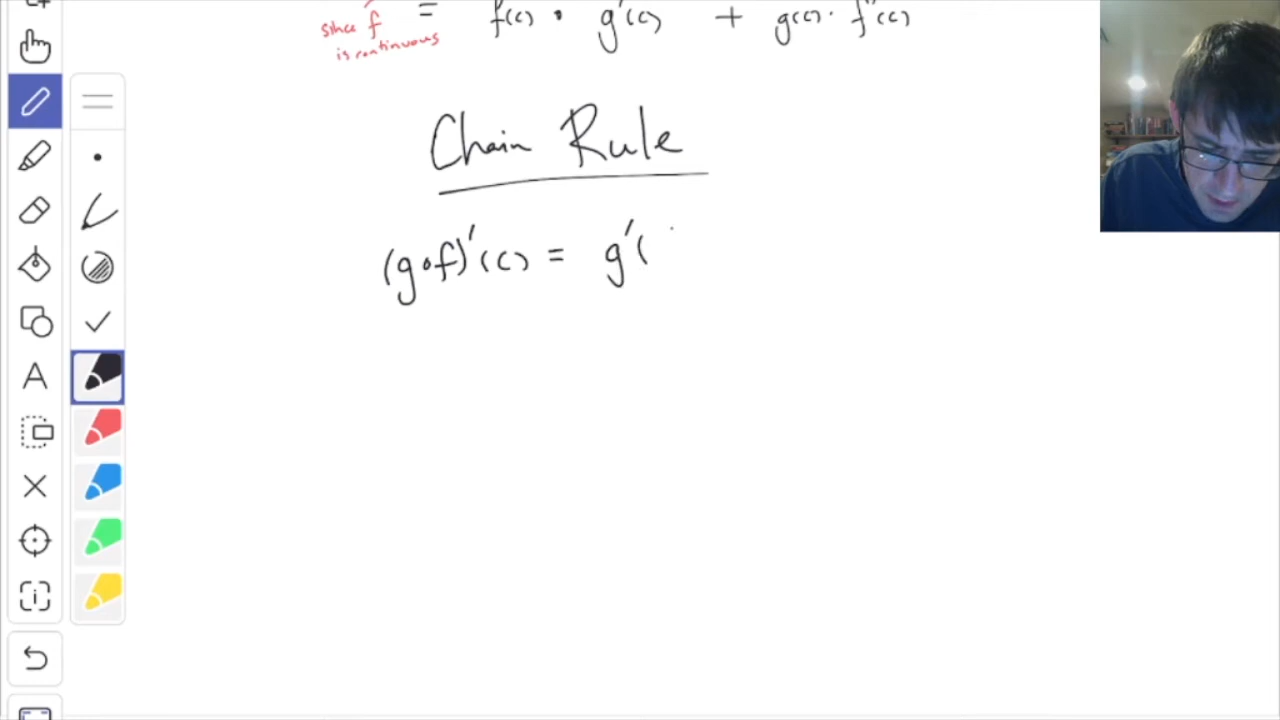 since f = f(c) · g'(c) + g(c) · f'(c)
is continuous
Chain Rule
(g∘f)'(c) = g'(